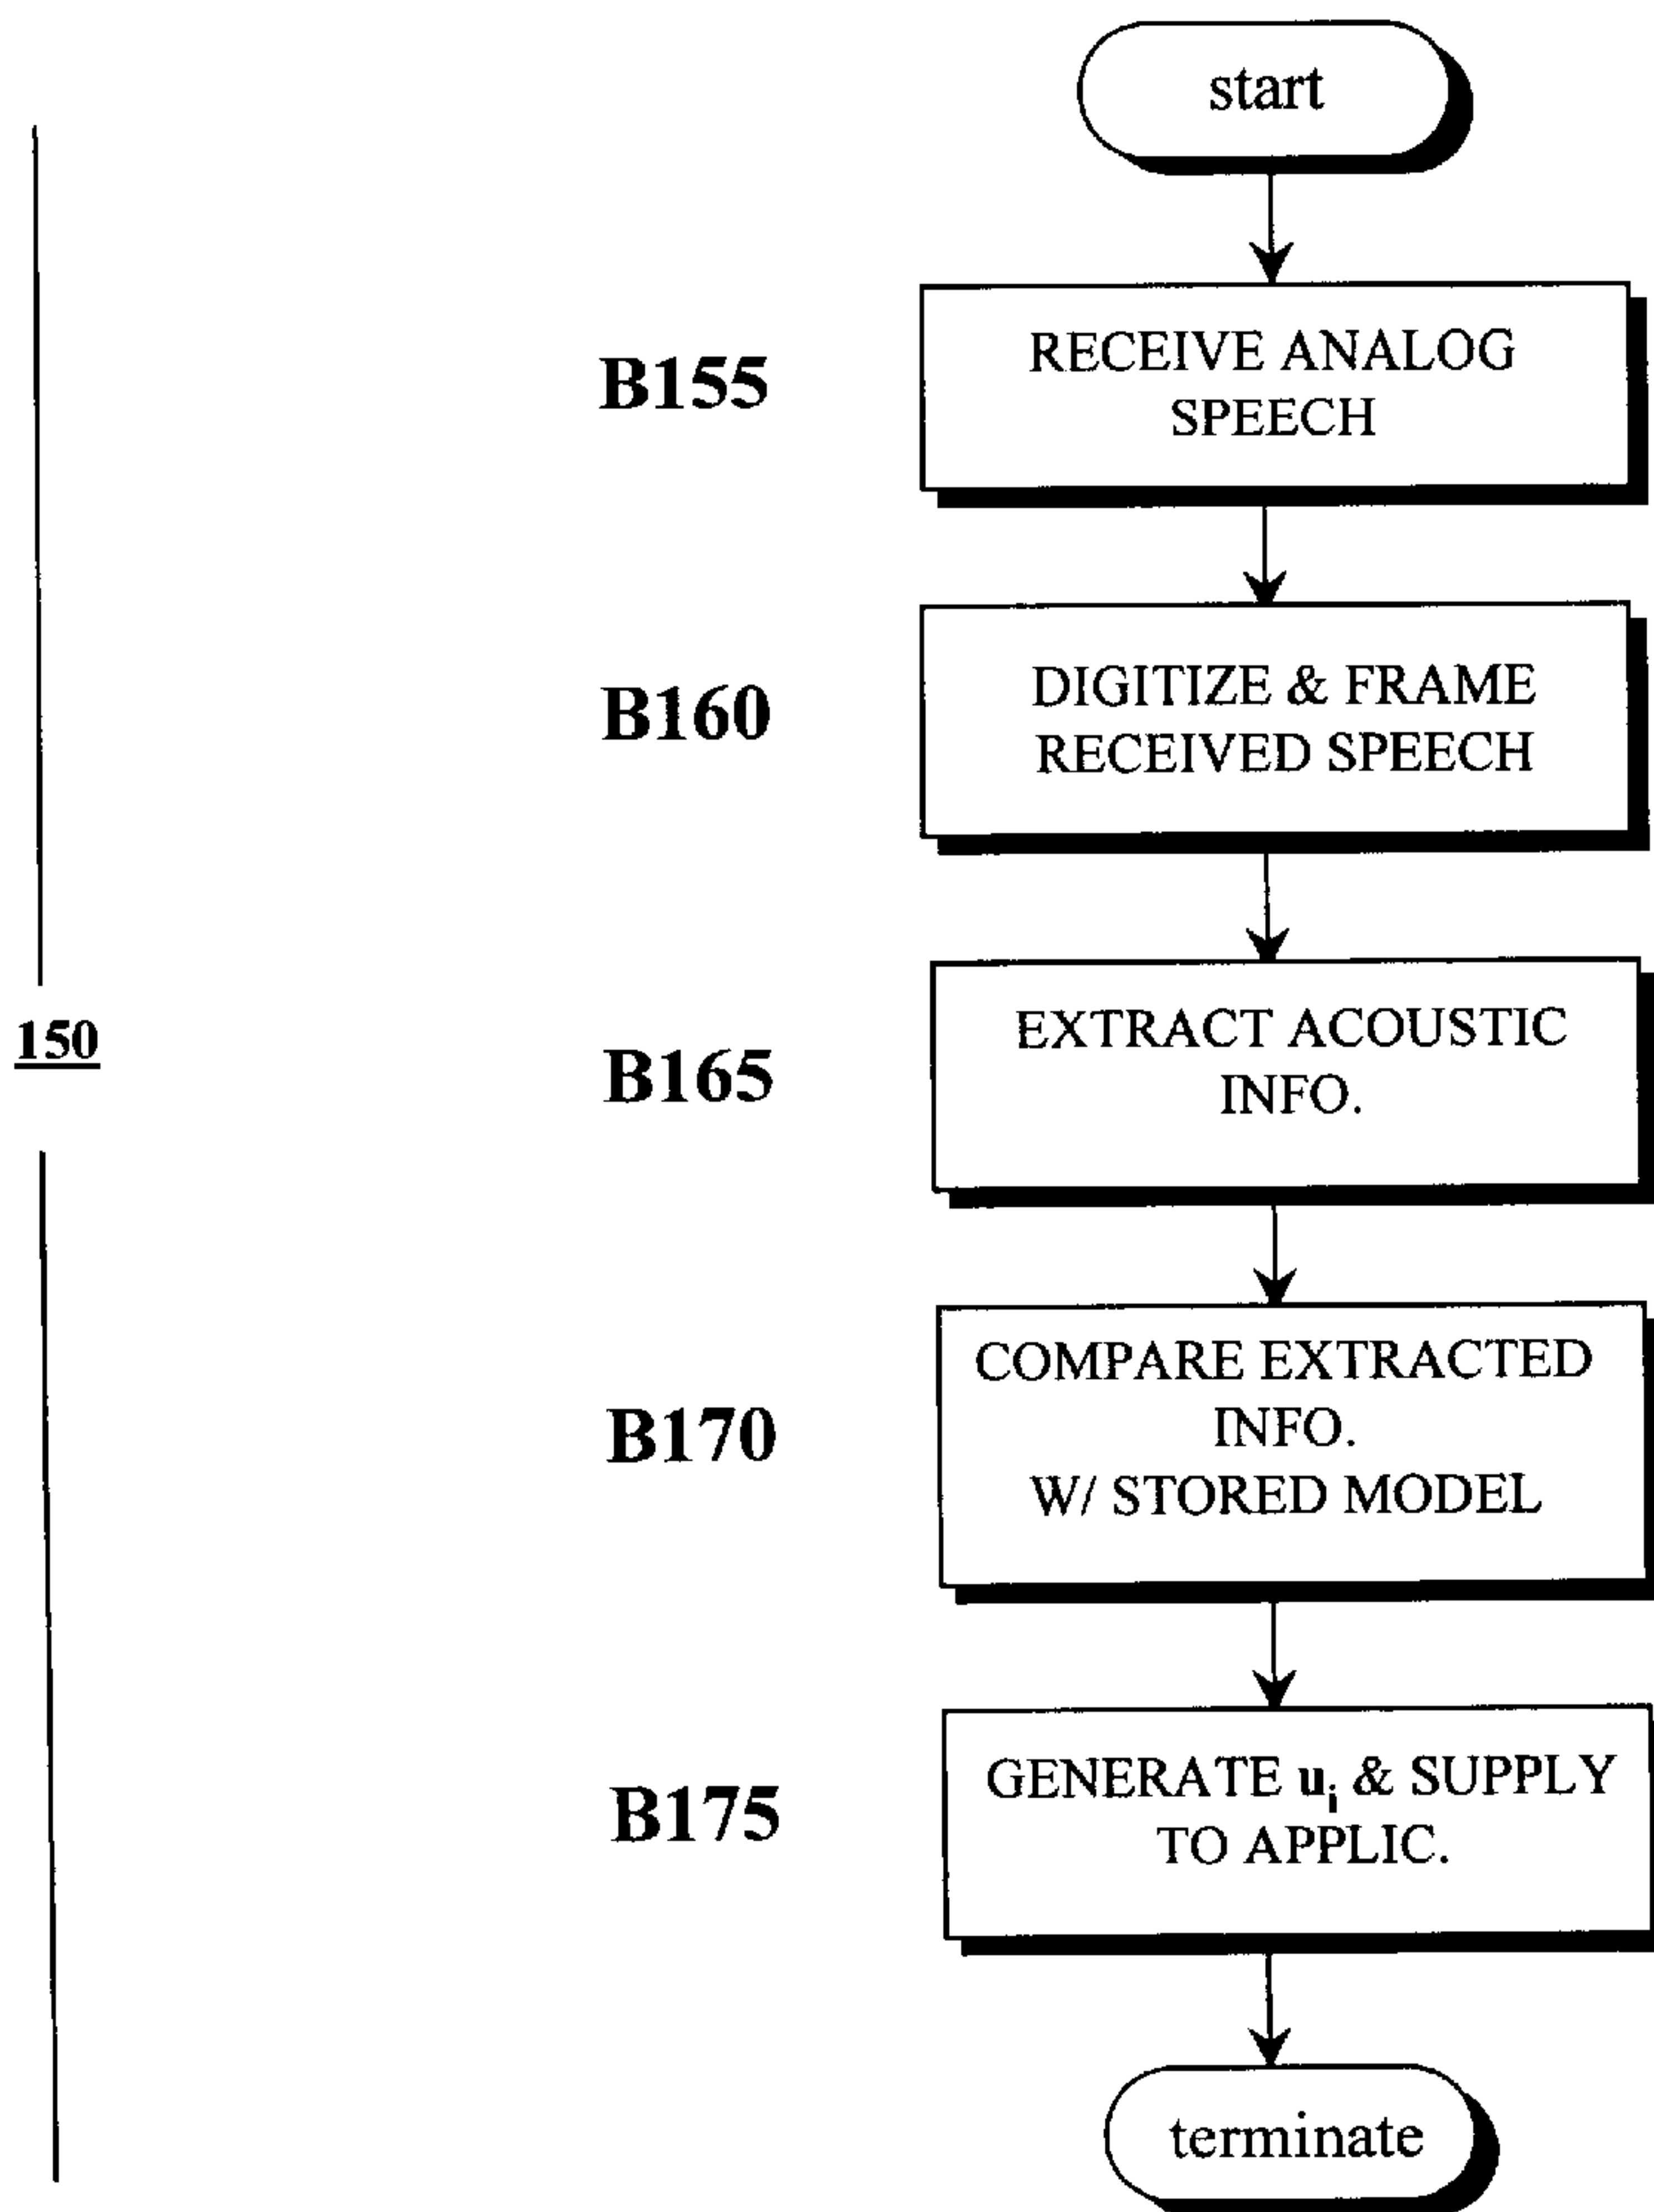 start
B155
RECEIVE ANALOG
SPEECH
B160
DIGITIZE & FRAME
RECEIVED SPEECH
150
B165
EXTRACT ACOUSTIC
INFO.
B170
COMPARE EXTRACTED
INFO.
W/ STORED MODEL
B175
GENERATE uᵢ & SUPPLY
TO APPLIC.
terminate